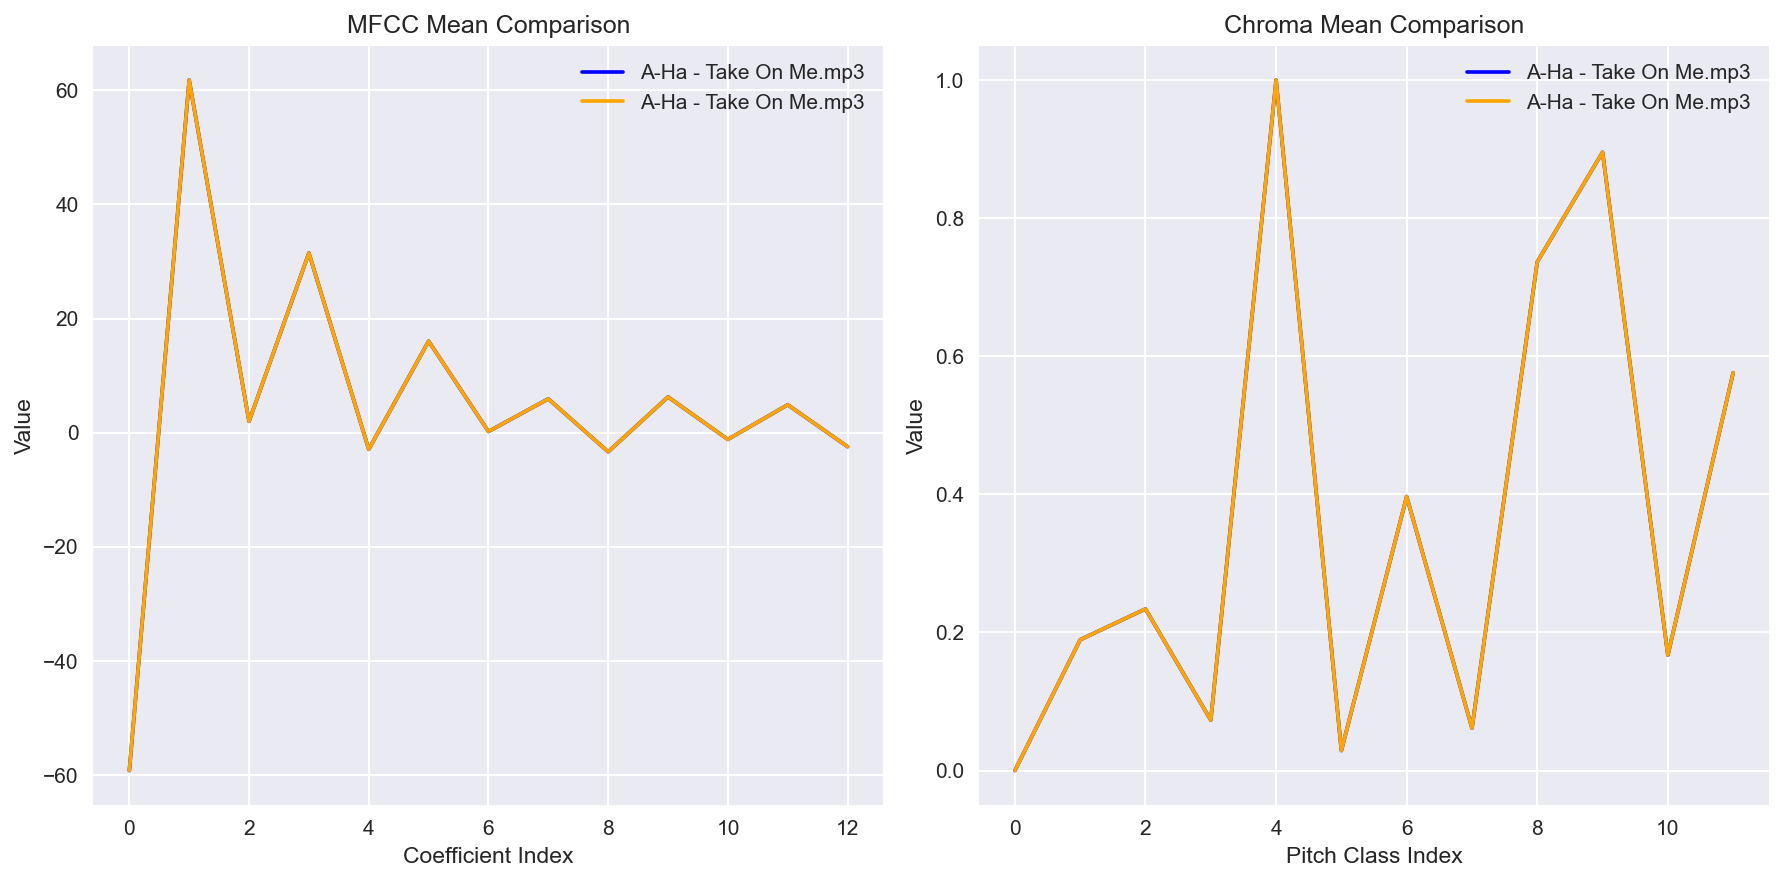 MFCC Mean Comparison
A-Ha - Take On Me.mp3
A-Ha - Take On Me.mp3
Value
60
40
20
0
−20
−40
−60
0 2 4 6 8 10 12
Coefficient Index
Chroma Mean Comparison
A-Ha - Take On Me.mp3
A-Ha - Take On Me.mp3
Value
1.0
0.8
0.6
0.4
0.2
0.0
0 2 4 6 8 10
Pitch Class Index